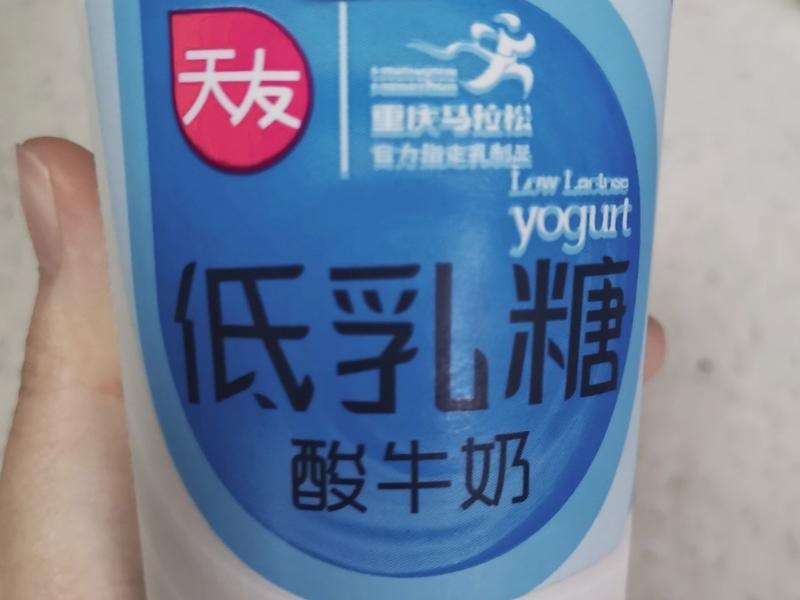 天友
重庆马拉松
官方指定乳制品
Low Lactose
yogurt
低乳糖
酸牛奶